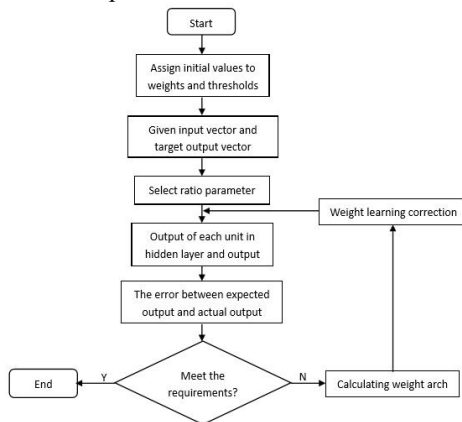 Start
Assign initial values to
weights and thresholds
Given input vector and
target output vector
Select ratio parameter
Weight learning correction
Output of each unit in
hidden layer and output
The error between expected
output and actual output
Meet the
requirements?
Y
N
End
Calculating weight arch